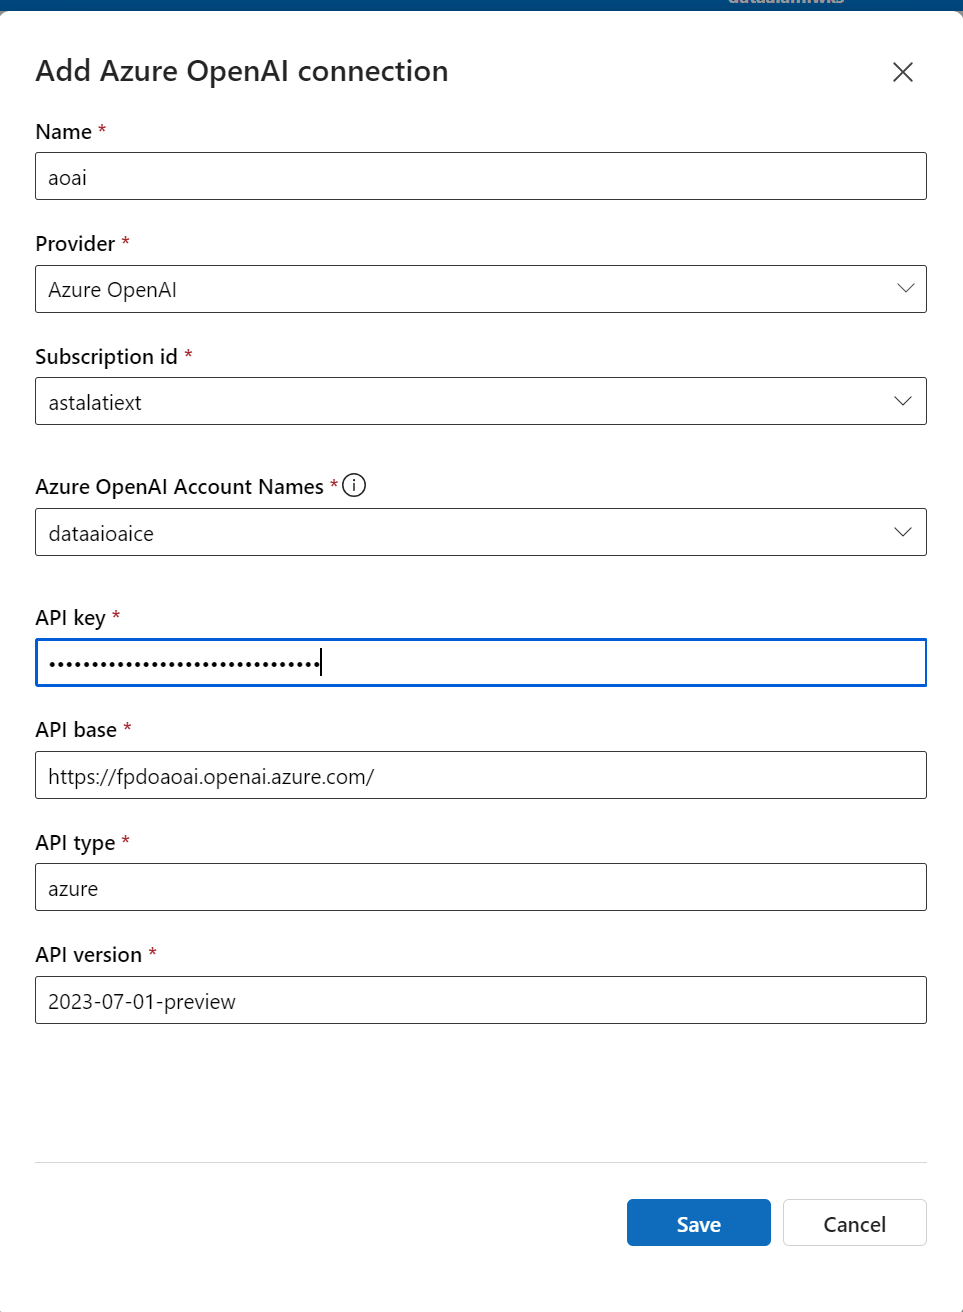 Add Azure OpenAI connection
Name *
aoai
Provider *
Azure OpenAI
Subscription id *
astalatiext
Azure OpenAI Account Names *
dataaioaice
API key *
••••••••••••••••••••••••••••••••
API base *
https://fpdoaoai.openai.azure.com/
API type *
azure
API version *
2023-07-01-preview
Save Cancel